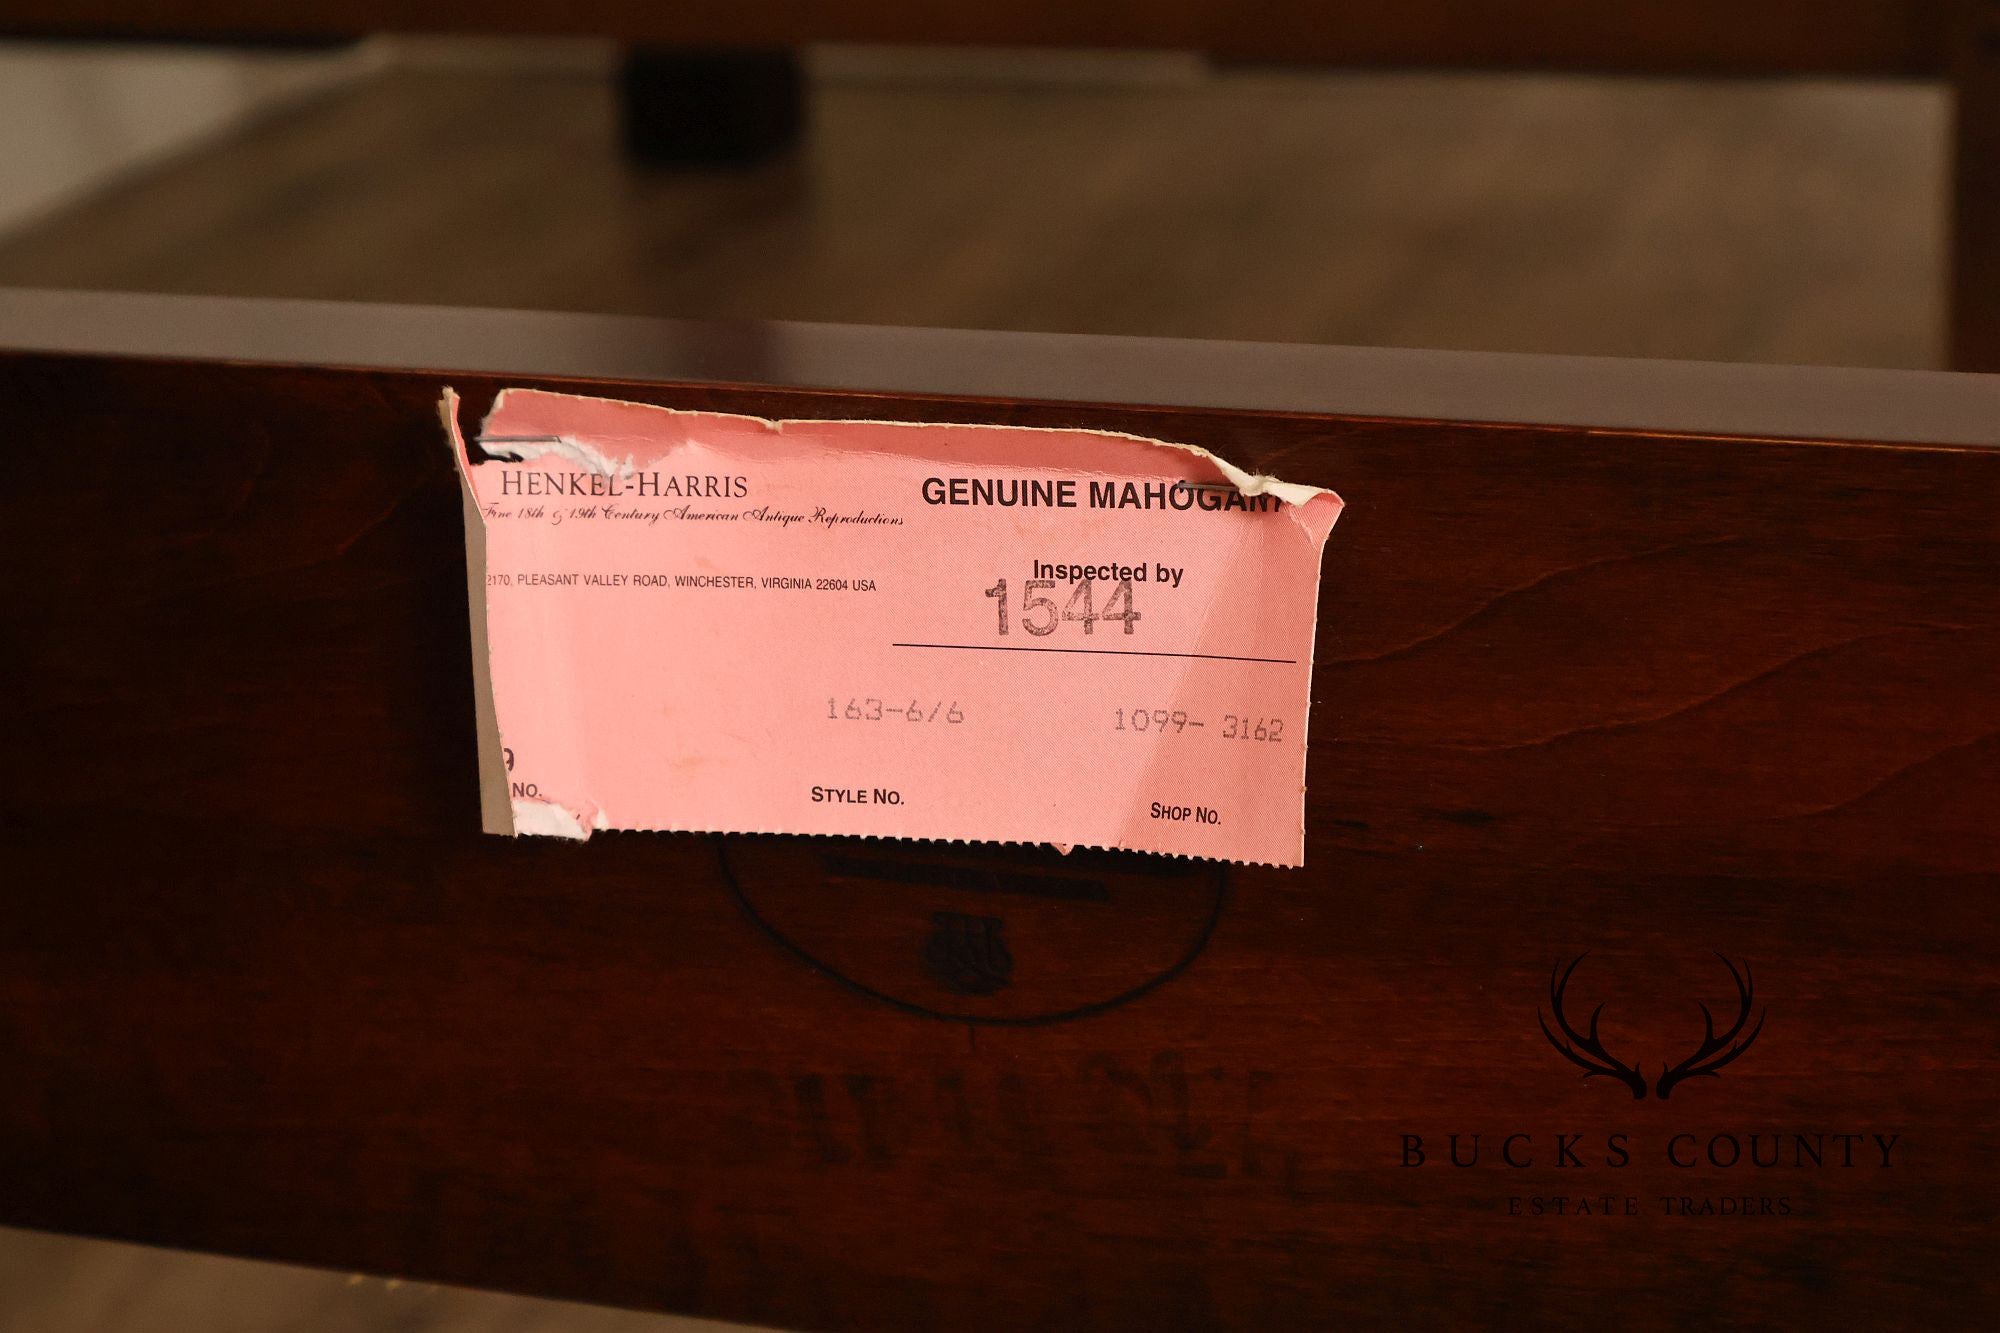 HENKEL-HARRIS
Fine 18th & 19th Century American Antique Reproductions
2170, PLEASANT VALLEY ROAD, WINCHESTER, VIRGINIA 22604 USA
GENUINE MAHOGANY
Inspected by
1544
163-6/6
1099- 3162
9
NO.
STYLE NO.
SHOP NO.
BUCKS COUNTY
ESTATE TRADERS